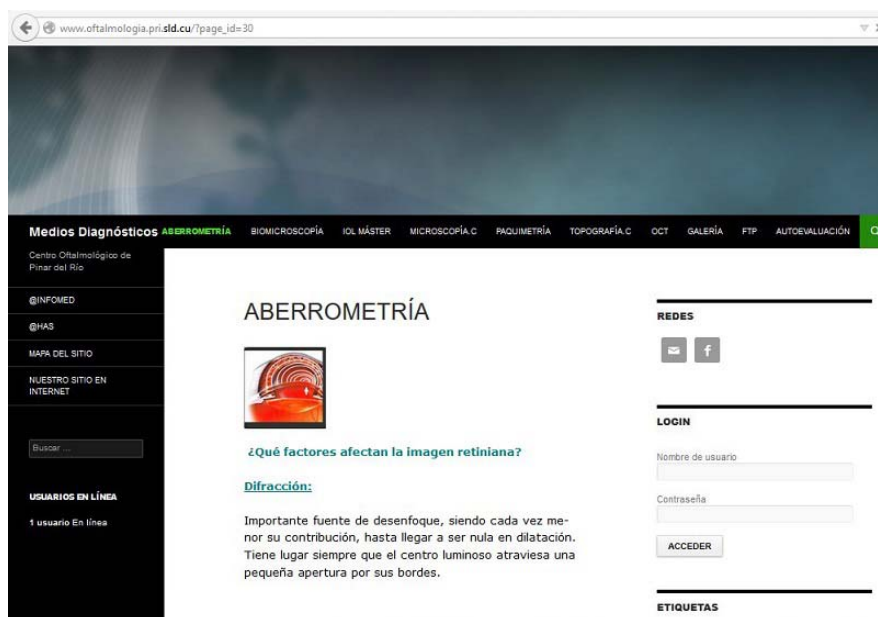 www.oftalmologia.pri.sld.cu/?page_id=30
Medios Diagnósticos
ABERROMETRÍA BIOMICROSCOPÍA IOL MÁSTER MICROSCOPÍA.C PAQUIMETRÍA TOPOGRAFÍA.C OCT GALERÍA FTP AUTOEVALUACIÓN
Centro Oftalmológico de
Pinar del Río
@INFOMED
@HAS
MAPA DEL SITIO
NUESTRO SITIO EN
INTERNET
Buscar ...
USUARIOS EN LÍNEA
1 usuario En línea
ABERROMETRÍA
¿Qué factores afectan la imagen retiniana?
Difracción:
Importante fuente de desenfoque, siendo cada vez me-
nor su contribución, hasta llegar a ser nula en dilatación.
Tiene lugar siempre que el centro luminoso atraviesa una
pequeña apertura por sus bordes.
REDES
f
LOGIN
Nombre de usuario
Contraseña
ACCEDER
ETIQUETAS